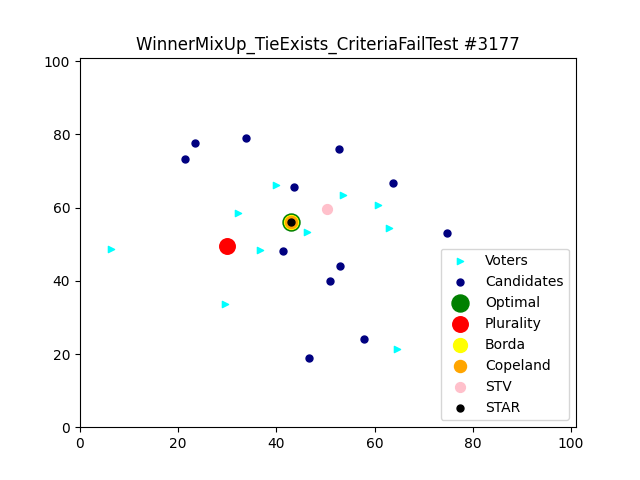 WinnerMixUp_TieExists_CriteriaFailTest #3177
100
80
60
40
20
0
0 20 40 60 80 100
Voters
Candidates
Optimal
Plurality
Borda
Copeland
STV
STAR